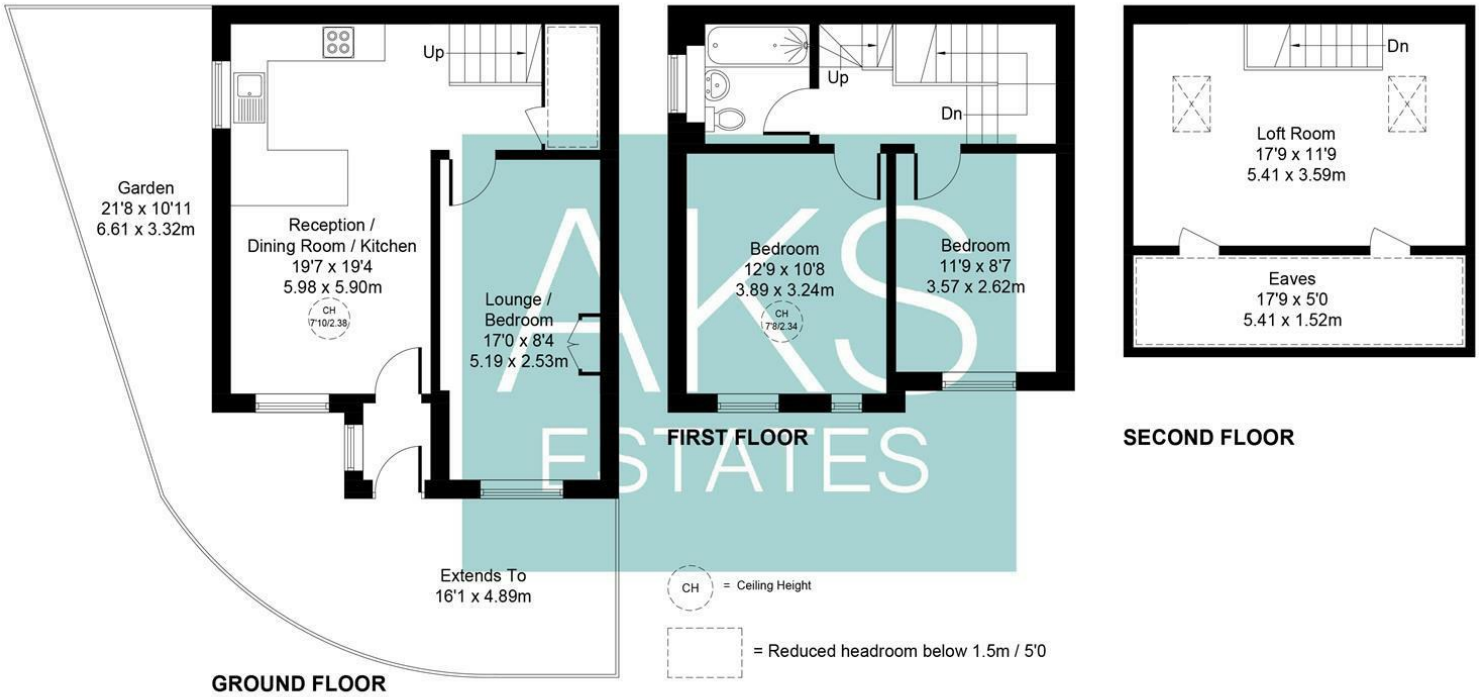 Up
Garden
21'8 x 10'11
6.61 x 3.32m
Reception /
Dining Room / Kitchen
19'7 x 19'4
5.98 x 5.90m
CH
7'10/2.38
Lounge /
Bedroom
17'0 x 8'4
5.19 x 2.53m
Extends To
16'1 x 4.89m
GROUND FLOOR
Up
Dn
Bedroom
12'9 x 10'8
3.89 x 3.24m
CH
7'8/2.34
Bedroom
11'9 x 8'7
3.57 x 2.62m
FIRST FLOOR
AKS
ESTATES
CH = Ceiling Height
= Reduced headroom below 1.5m / 5'0
Dn
Loft Room
17'9 x 11'9
5.41 x 3.59m
Eaves
17'9 x 5'0
5.41 x 1.52m
SECOND FLOOR